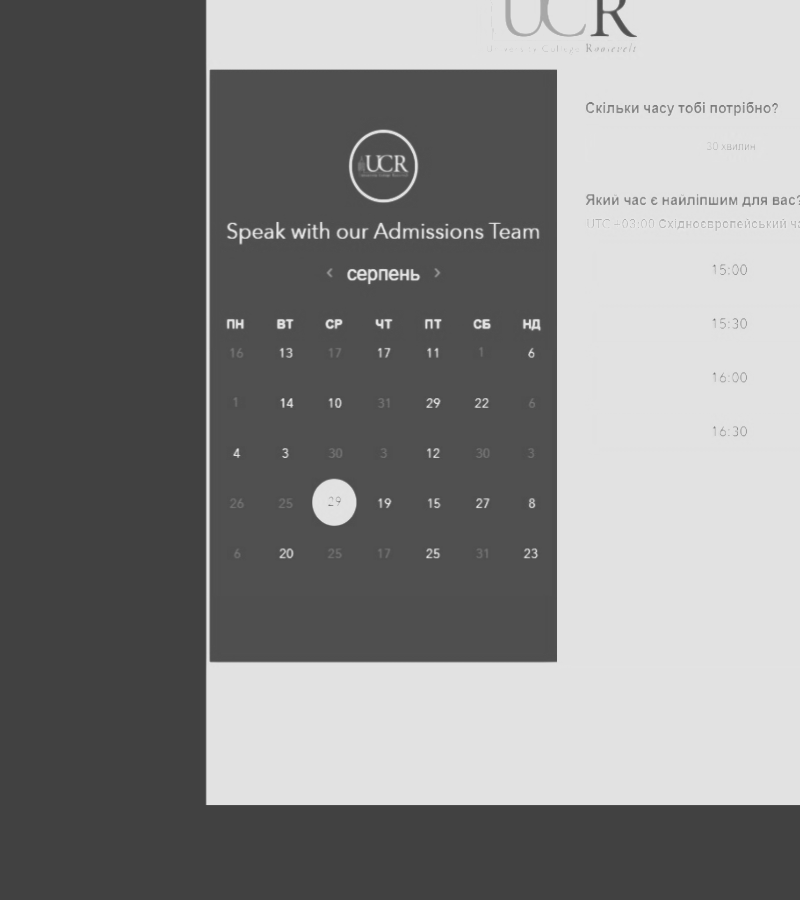 UCR
Roosevelt
Скільки часу тобі потрібно?
30 хвилин
UCR
Який час є найліпшим для вас?
Speak with our Admissions Team
UTC +03:00 Східноєвропейський
‹ серпень ›
15:00
ПН ВТ СР ЧТ ПТ СБ НД
15:30
16 13 17 17 11 1 6
16:00
1 14 10 31 29 22 6
16:30
4 3 30 3 12 30 3
26 25 29 19 15 27 8
6 20 25 17 25 31 23